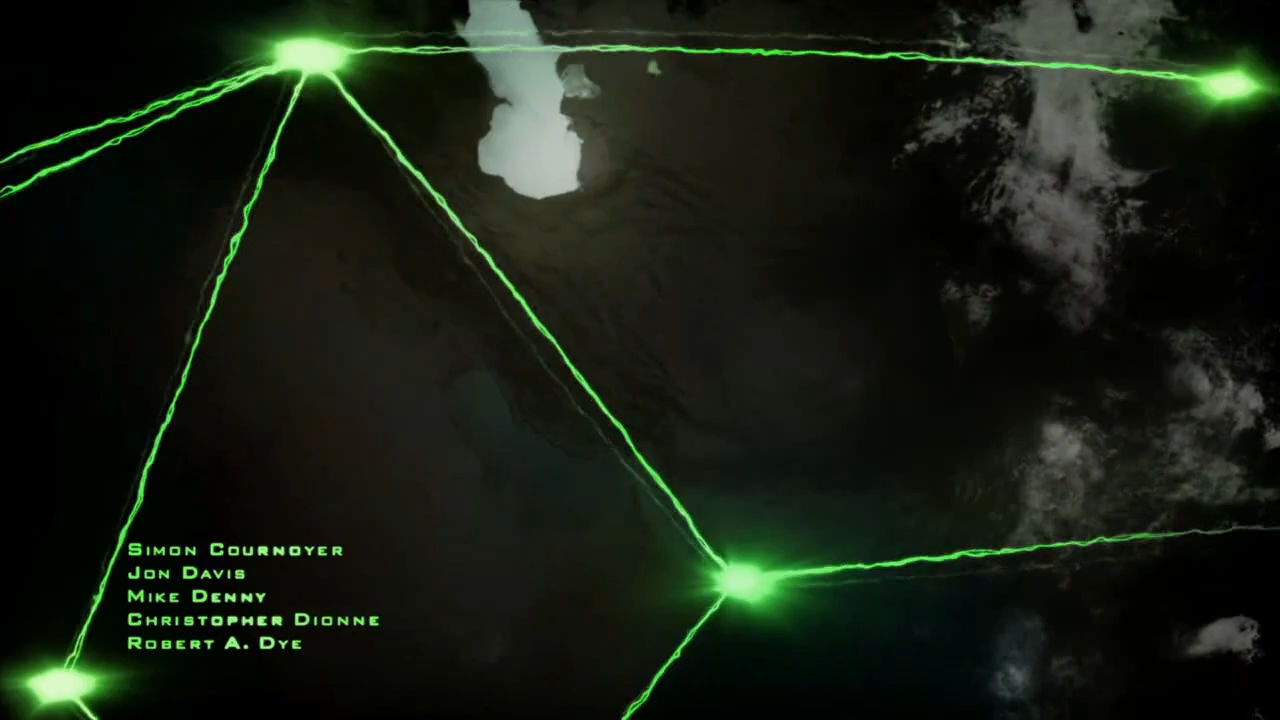 Simon Cournoyer
Jon Davis
Mike Denny
Christopher Dionne
Robert A. Dye